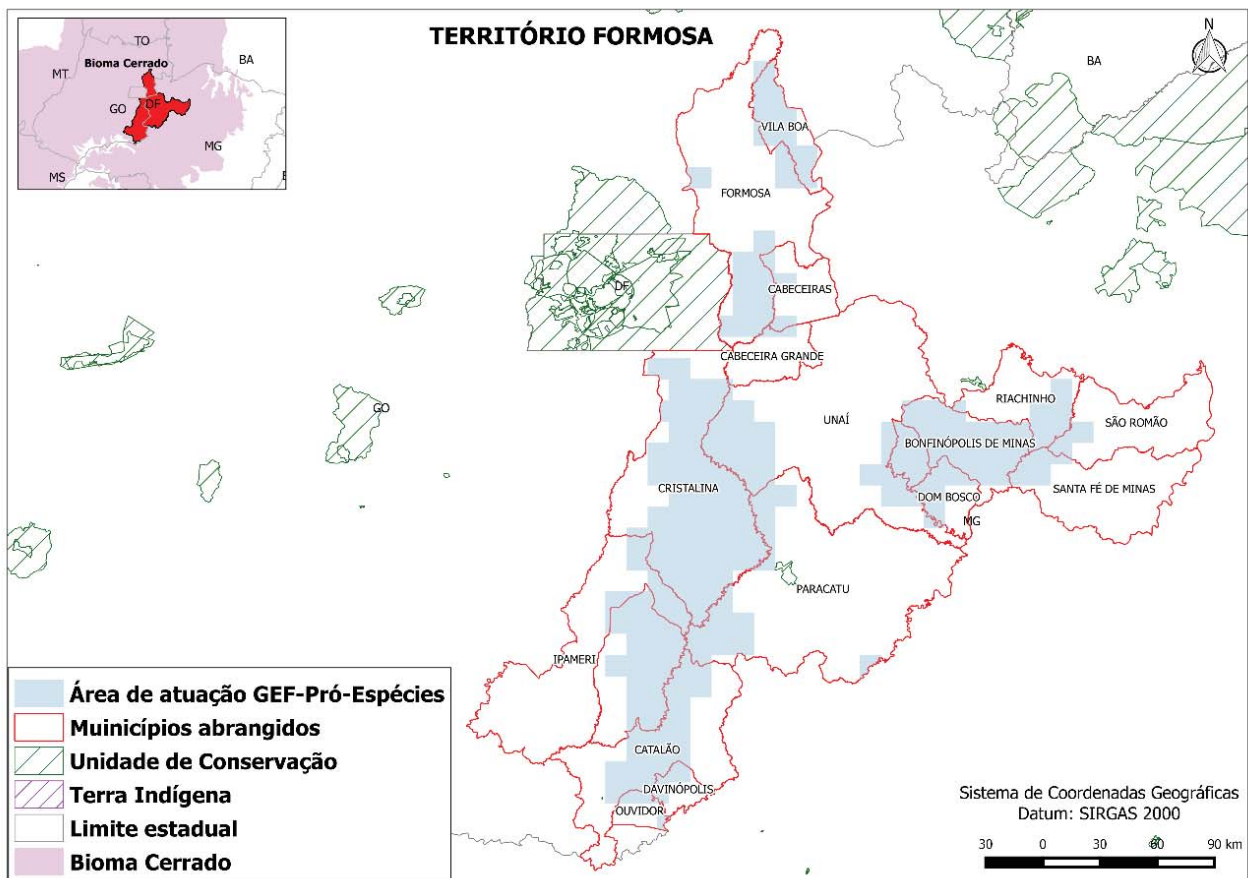 TERRITÓRIO FORMOSA
N
TO
Bioma Cerrado
MT
BA
GO
DF
MG
MS
BA
VILA BOA
FORMOSA
DF
CABECEIRAS
CABECEIRA GRANDE
RIACHINHO
GO
UNAÍ
SÃO ROMÃO
BONFINÓPOLIS DE MINAS
CRISTALINA
SANTA FÉ DE MINAS
DOM BOSCO
MG
PARACATU
IPAMERI
CATALÃO
DAVINÓPOLIS
OUVIDOR
Área de atuação GEF-Pró-Espécies
Muinicípios abrangidos
Unidade de Conservação
Terra Indígena
Limite estadual
Bioma Cerrado
Sistema de Coordenadas Geográficas
Datum: SIRGAS 2000
30 0 30 60 90 km